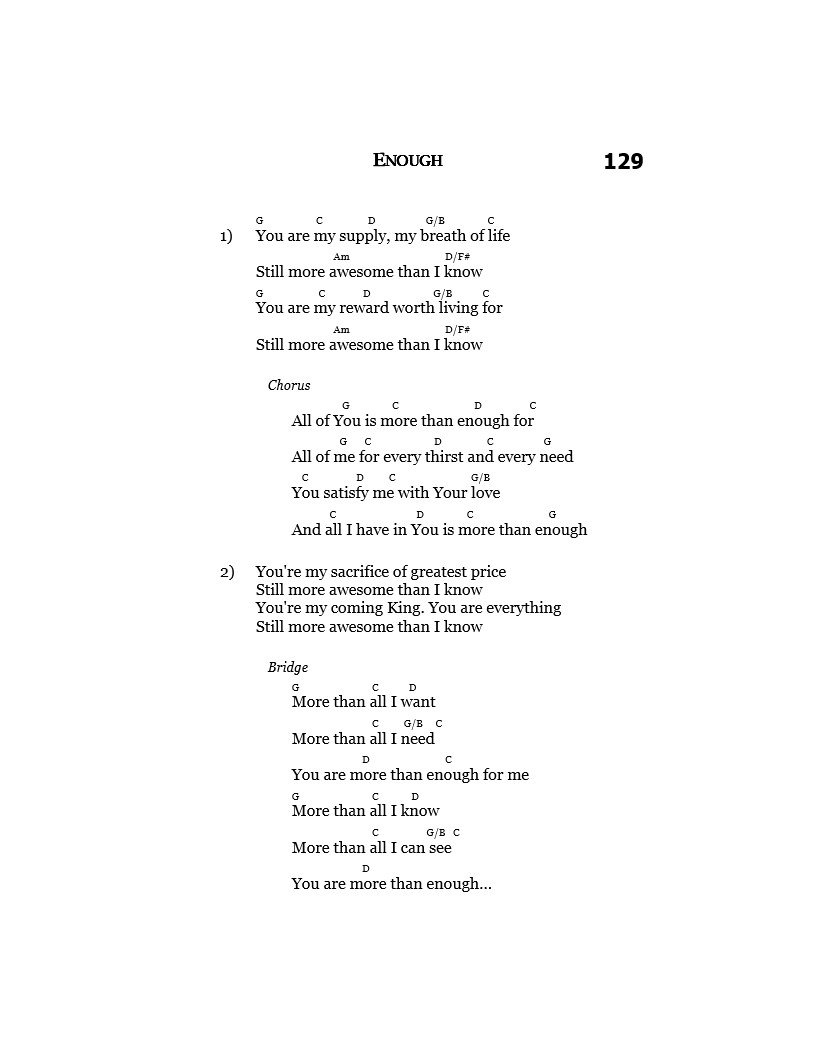 ENOUGH 129
G C D G/B C
1) You are my supply, my breath of life
Am D/F#
Still more awesome than I know
G C D G/B C
You are my reward worth living for
Am D/F#
Still more awesome than I know
Chorus
G C D C
All of You is more than enough for
G C D C G
All of me for every thirst and every need
C D C G/B
You satisfy me with Your love
C D C G
And all I have in You is more than enough
2) You're my sacrifice of greatest price
Still more awesome than I know
You're my coming King. You are everything
Still more awesome than I know
Bridge
G C D
More than all I want
C G/B C
More than all I need
D C
You are more than enough for me
G C D
More than all I know
C G/B C
More than all I can see
D
You are more than enough...